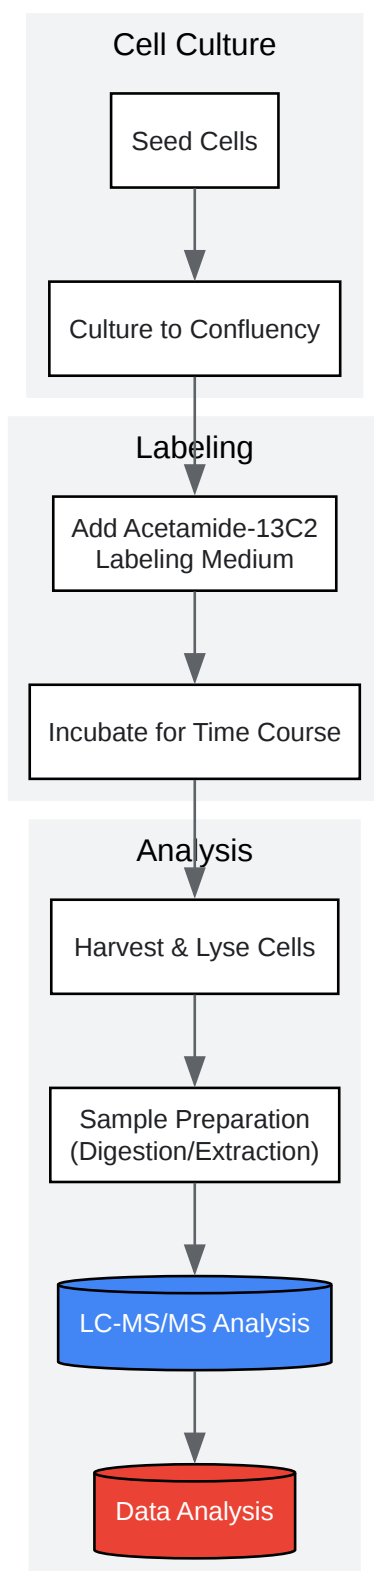 Cell Culture
Seed Cells
Culture to Confluency
Labeling
Add Acetamide-13C2
Labeling Medium
Incubate for Time Course
Analysis
Harvest & Lyse Cells
Sample Preparation
(Digestion/Extraction)
LC-MS/MS Analysis
Data Analysis